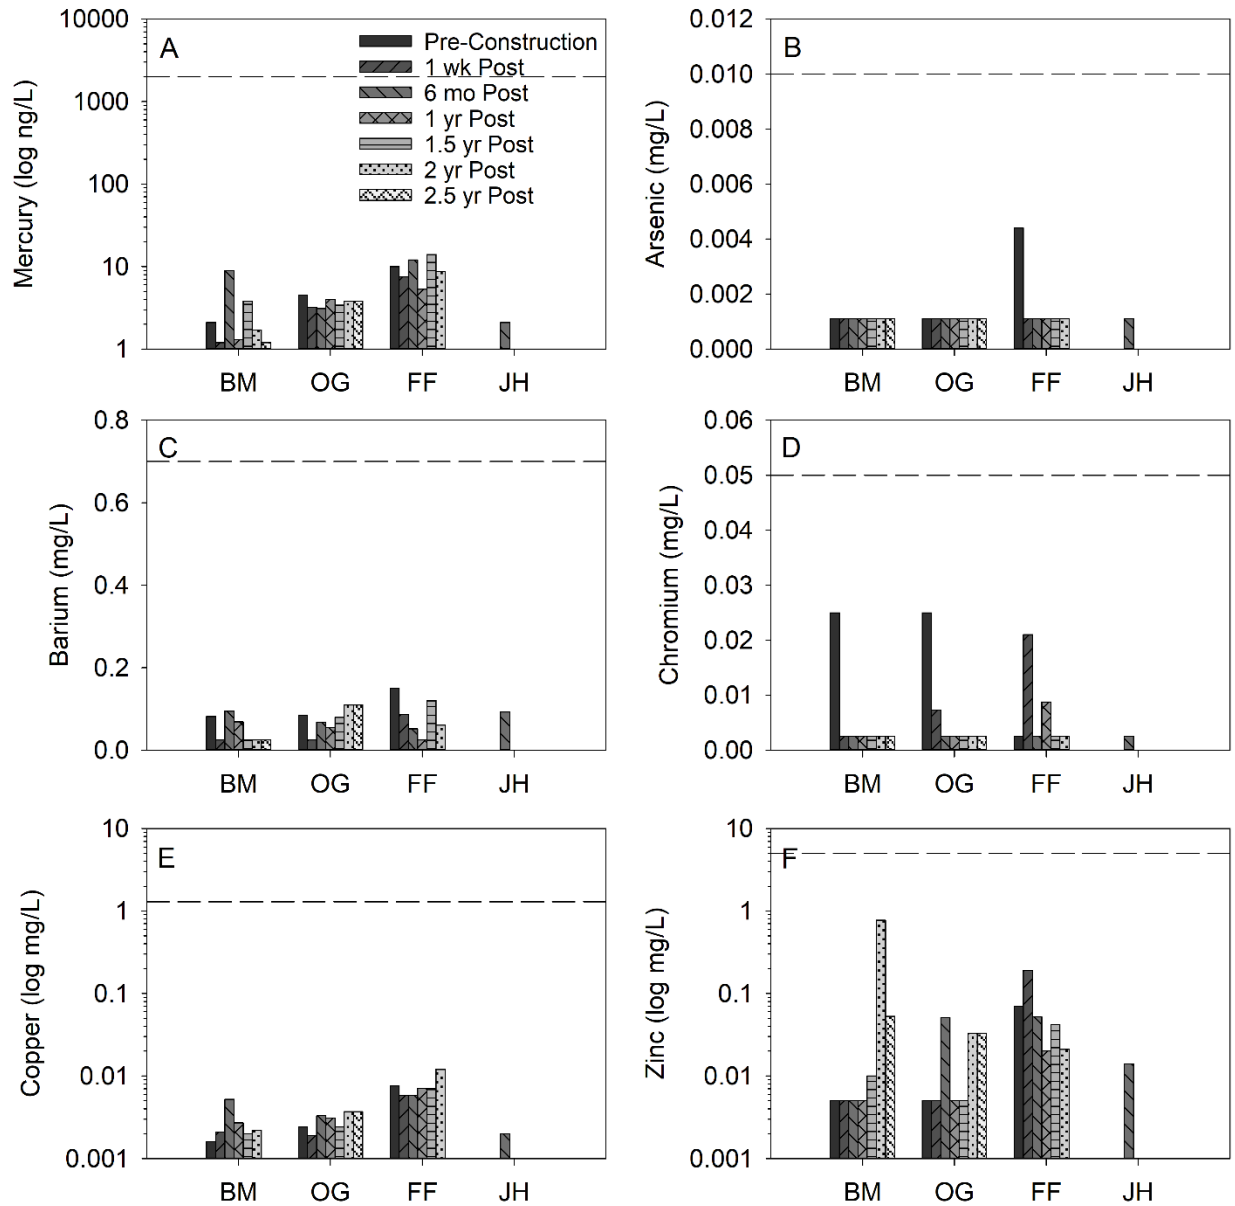 A
Mercury (log ng/L)
10000
1000
100
10
1
Pre-Construction
1 wk Post
6 mo Post
1 yr Post
1.5 yr Post
2 yr Post
2.5 yr Post
BM OG FF JH
B
Arsenic (mg/L)
0.012
0.010
0.008
0.006
0.004
0.002
0.000
BM OG FF JH
C
Barium (mg/L)
0.8
0.6
0.4
0.2
0.0
BM OG FF JH
D
Chromium (mg/L)
0.06
0.05
0.04
0.03
0.02
0.01
0.00
BM OG FF JH
E
Copper (log mg/L)
10
1
0.1
0.01
0.001
BM OG FF JH
F
Zinc (log mg/L)
10
1
0.1
0.01
0.001
BM OG FF JH